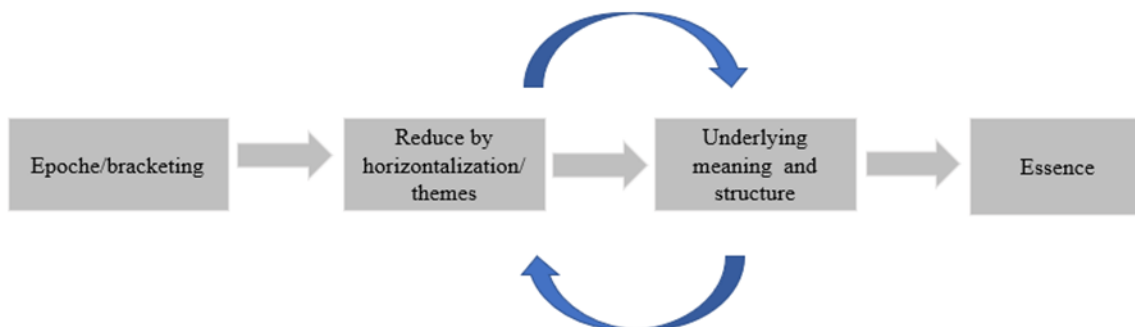 Epoche/bracketing
Reduce by
horizontalization/
themes
Underlying
meaning and
structure
Essence